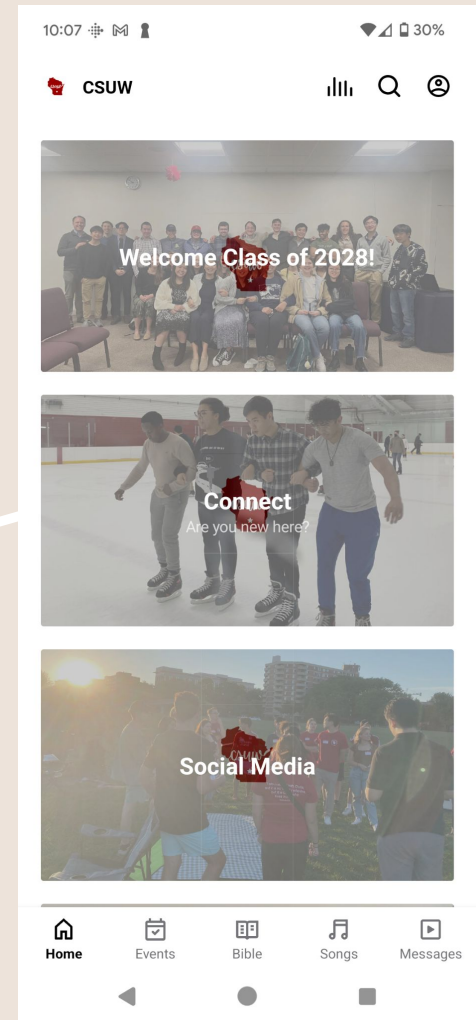 10:07
30%
CSUW
Welcome Class of 2028!
Connect
Are you new here?
Social Media
Home
Events
Bible
Songs
Messages